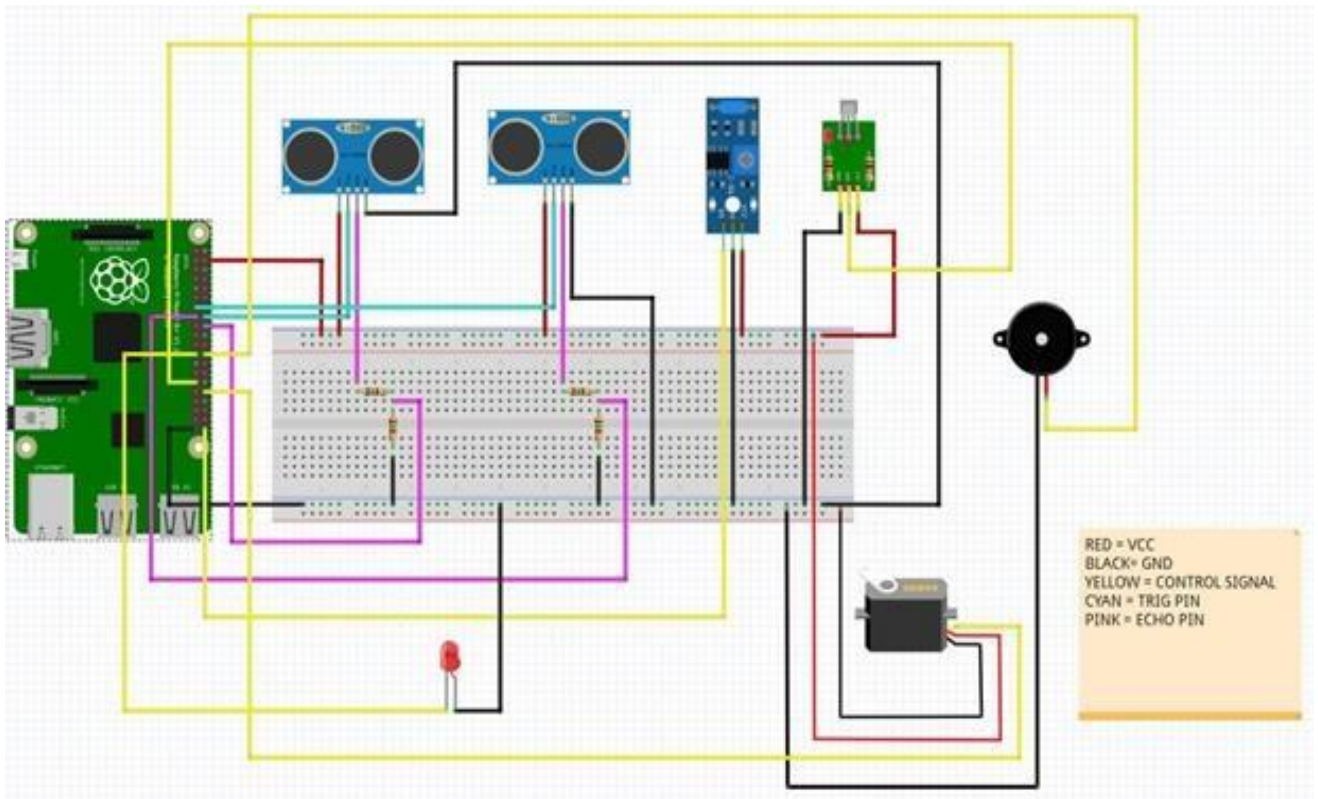 RED = VCC
BLACK= GND
YELLOW = CONTROL SIGNAL
CYAN = TRIG PIN
PINK = ECHO PIN